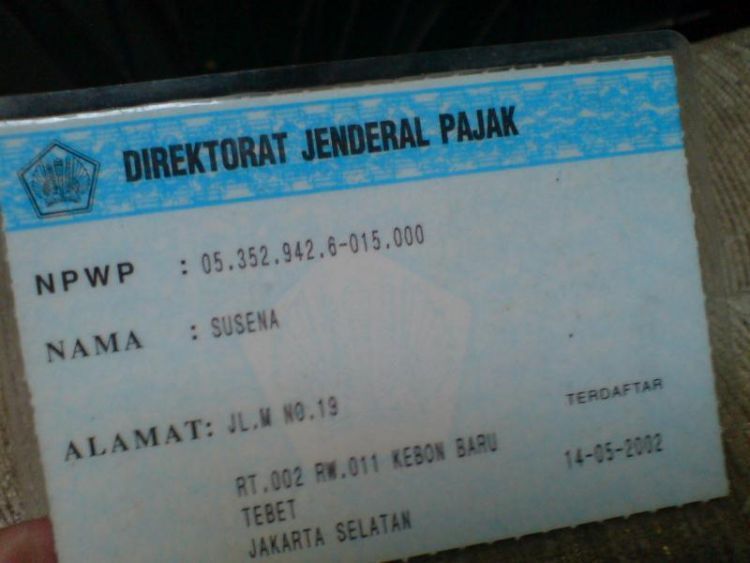 DIREKTORAT JENDERAL PAJAK
NPWP : 05.352.942.6-015.000
NAMA : SUSENA
ALAMAT: JL.M NO.19
RT.002 RW.011 KEBON BARU
TEBET
JAKARTA SELATAN
TERDAFTAR
14-05-2002